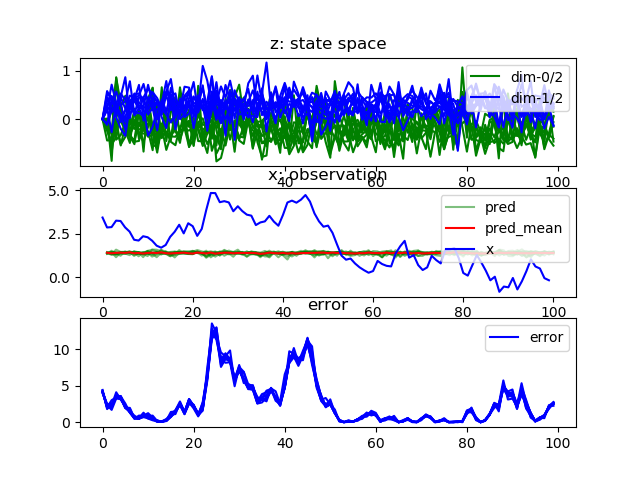 z: state space
1
0
dim-0/2
dim-1/2
0 20 40 60 80 100
x: observation
5.0
2.5
0.0
pred
pred_mean
x
0 20 40 60 80 100
error
10
5
0
error
0 20 40 60 80 100